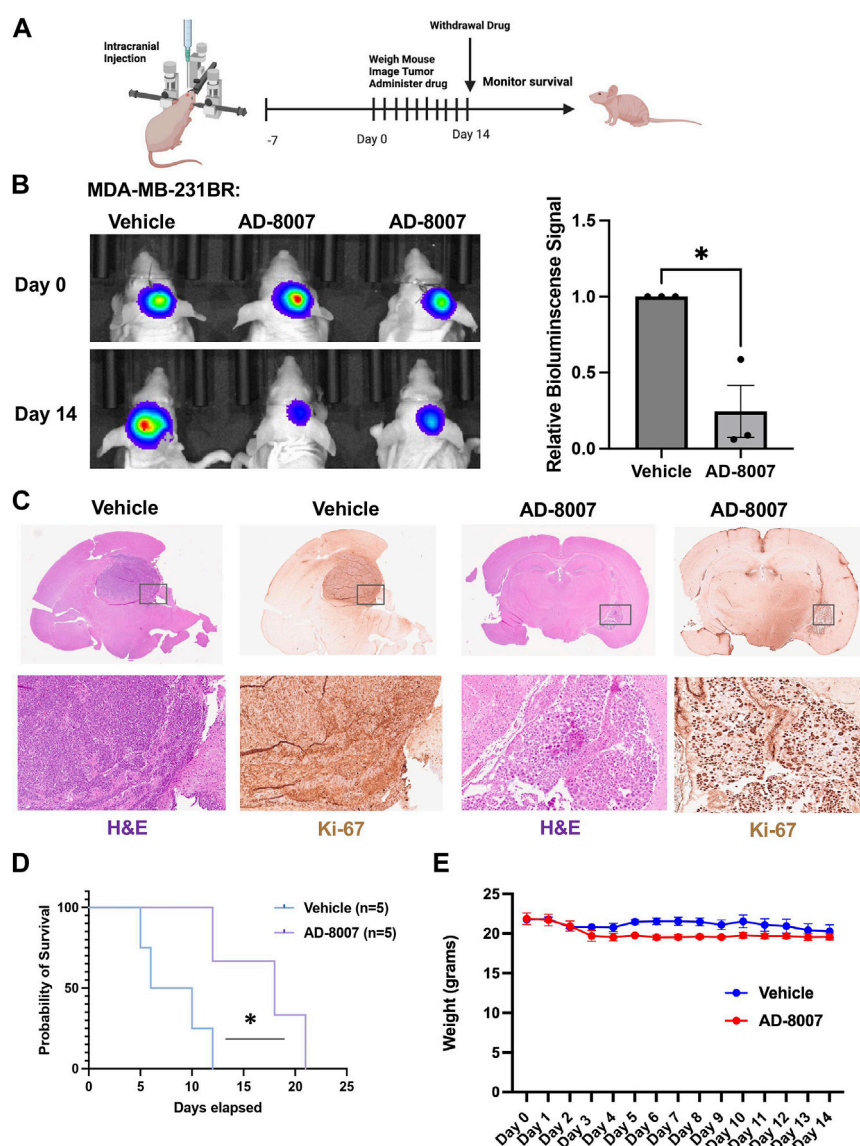 A
Intracranial
Injection
Withdrawal Drug
Weigh Mouse
Image Tumor
Administer drug
Monitor survival
-7
Day 0
Day 14
B
MDA-MB-231BR:
Vehicle
AD-8007
AD-8007
Day 0
Day 14
Relative Bioluminscense Signal
1.5
1.0
0.5
0.0
*
Vehicle
AD-8007
C
Vehicle
Vehicle
AD-8007
AD-8007
H&E
Ki-67
H&E
Ki-67
D
Probability of Survival
100
50
0
Vehicle (n=5)
AD-8007 (n=5)
*
0
5
10
15
20
25
Days elapsed
E
Weight (grams)
25
20
15
10
5
0
Vehicle
AD-8007
Day 0
Day 1
Day 2
Day 3
Day 4
Day 5
Day 6
Day 7
Day 8
Day 9
Day 10
Day 11
Day 12
Day 13
Day 14